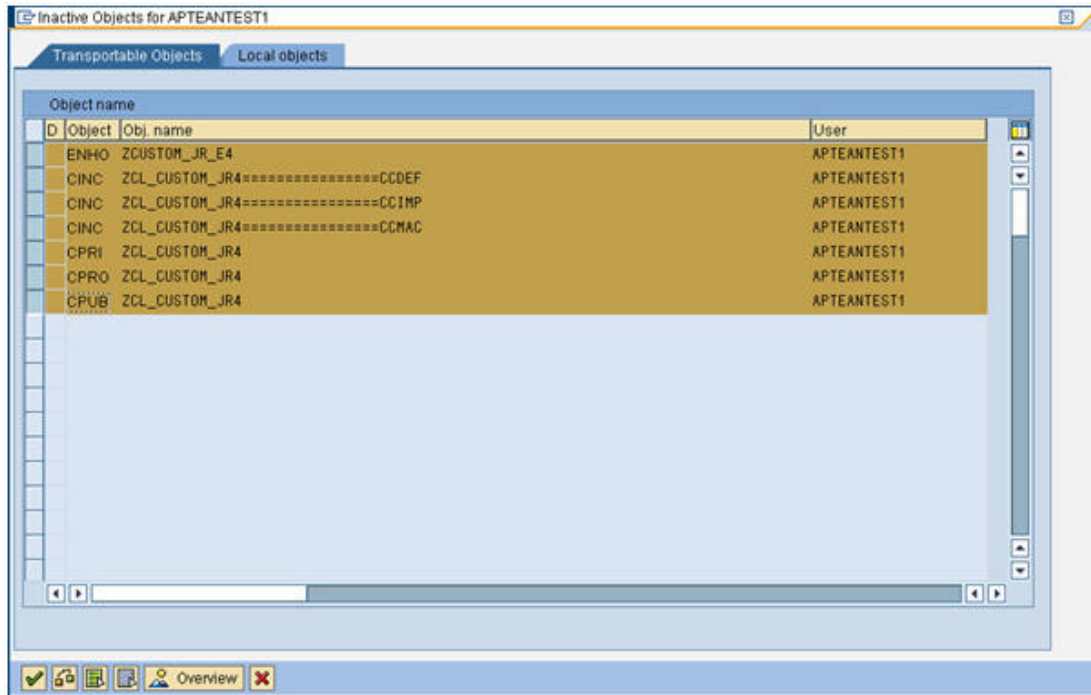 Inactive Objects for APTEANTEST1
Transportable Objects Local objects
Object name
D Object Obj. name User
ENHO ZCUSTOM_JR_E4 APTEANTEST1
CINC ZCL_CUSTOM_JR4================CCDEF APTEANTEST1
CINC ZCL_CUSTOM_JR4================CCIMP APTEANTEST1
CINC ZCL_CUSTOM_JR4================CCMAC APTEANTEST1
CPRI ZCL_CUSTOM_JR4 APTEANTEST1
CPRO ZCL_CUSTOM_JR4 APTEANTEST1
CPUB ZCL_CUSTOM_JR4 APTEANTEST1
Overview